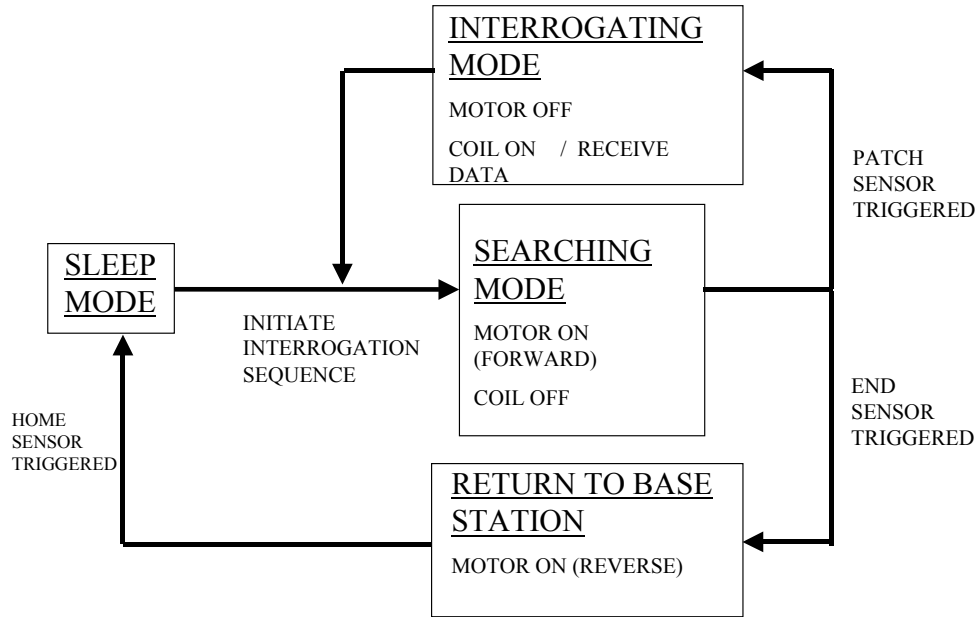 INTERROGATING
MODE
MOTOR OFF
COIL ON / RECEIVE
DATA
PATCH
SENSOR
TRIGGERED
SLEEP
MODE
INITIATE
INTERROGATION
SEQUENCE
SEARCHING
MODE
MOTOR ON
(FORWARD)
COIL OFF
END
SENSOR
TRIGGERED
HOME
SENSOR
TRIGGERED
RETURN TO BASE
STATION
MOTOR ON (REVERSE)